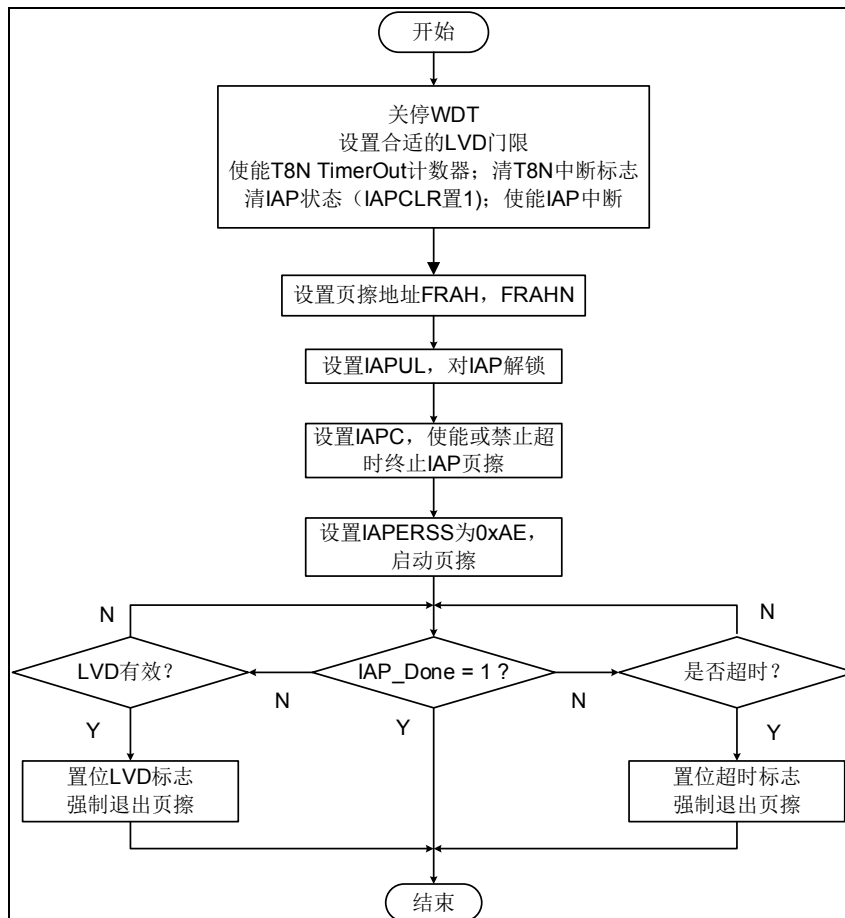 开始
关停WDT
设置合适的LVD门限
使能T8N TimerOut计数器；清T8N中断标志
清IAP状态（IAPCLR置1)；使能IAP中断
设置页擦地址FRAH，FRAHN
设置IAPUL，对IAP解锁
设置IAPC，使能或禁止超
时终止IAP页擦
设置IAPERSS为0xAE，
启动页擦
N
N
LVD有效？
IAP_Done = 1？
是否超时？
N
N
Y
Y
Y
置位LVD标志
强制退出页擦
置位超时标志
强制退出页擦
结束